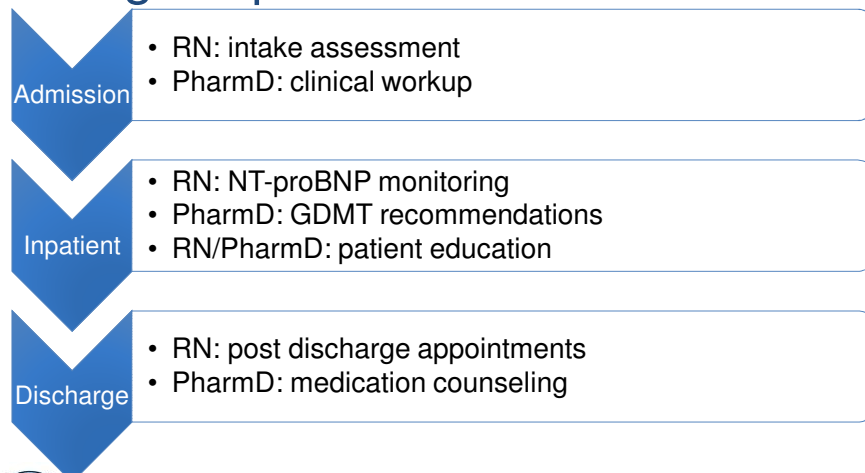 Admission
• RN: intake assessment
• PharmD: clinical workup
Inpatient
• RN: NT-proBNP monitoring
• PharmD: GDMT recommendations
• RN/PharmD: patient education
Discharge
• RN: post discharge appointments
• PharmD: medication counseling